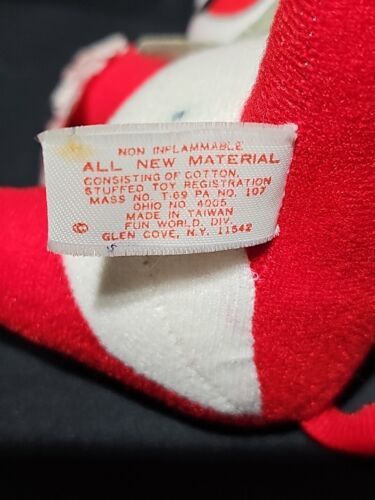 NON INFLAMMABLE
ALL NEW MATERIAL
CONSISTING OF COTTON,
STUFFED TOY REGISTRATION
MASS NO. T-69 PA NO. 107
OHIO NO 4005
MADE IN TAIWAN
© FUN WORLD, DIV.
GLEN COVE, N.Y. 11542